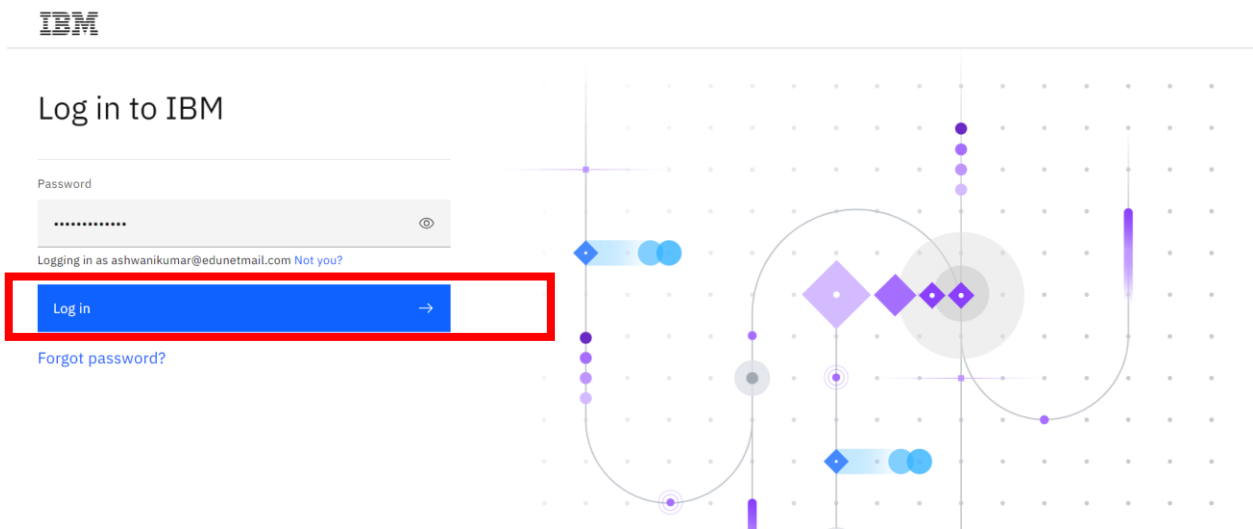 IBM
Log in to IBM
Password
•••••••••••••
Logging in as ashwanikumar@edunetmail.com Not you?
Log in →
Forgot password?